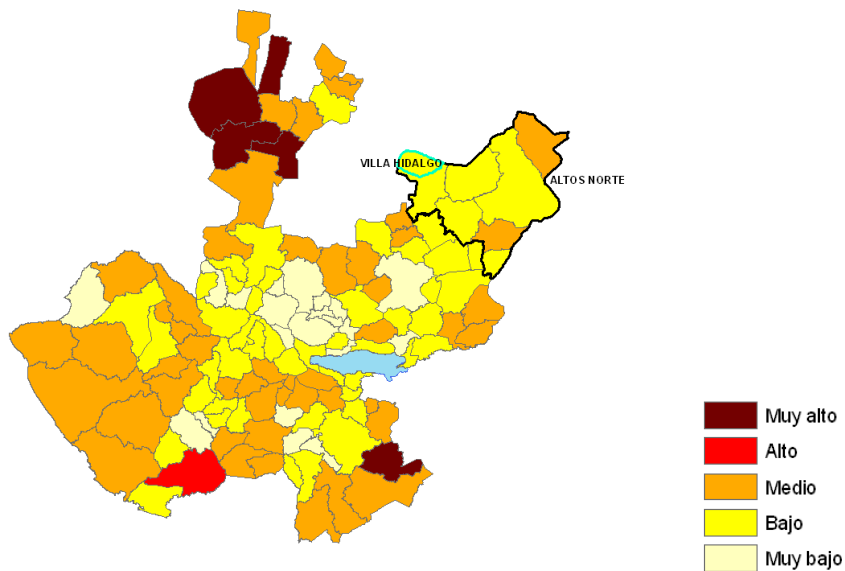 VILLA HIDALGO
ALTOS NORTE
Muy alto
Alto
Medio
Bajo
Muy bajo